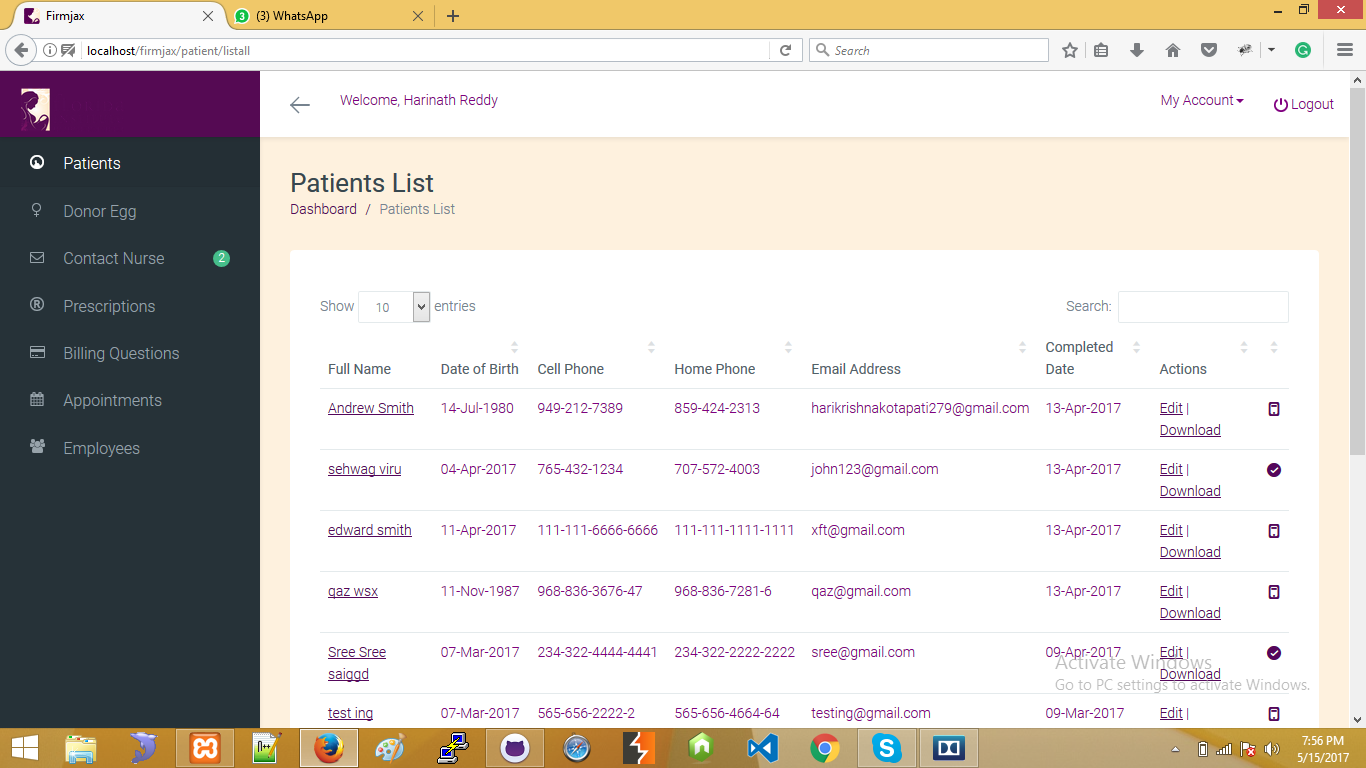 Firmjax
3 (3) WhatsApp
localhost/firmjax/patient/listall
Search
Welcome, Harinath Reddy
My Account
Logout
Patients
Donor Egg
Contact Nurse 2
Prescriptions
Billing Questions
Appointments
Employees
Patients List
Dashboard / Patients List
Show 10 entries
Search:
Full Name Date of Birth Cell Phone Home Phone Email Address Completed Date Actions
Andrew Smith 14-Jul-1980 949-212-7389 859-424-2313 harikrishnakotapati279@gmail.com 13-Apr-2017 Edit |
Download
sehwag viru 04-Apr-2017 765-432-1234 707-572-4003 john123@gmail.com 13-Apr-2017 Edit |
Download
edward smith 11-Apr-2017 111-111-6666-6666 111-111-1111-1111 xft@gmail.com 13-Apr-2017 Edit |
Download
qaz wsx 11-Nov-1987 968-836-3676-47 968-836-7281-6 qaz@gmail.com 13-Apr-2017 Edit |
Download
Sree Sree 07-Mar-2017 234-322-4444-4441 234-322-2222-2222 sree@gmail.com 09-Apr-2017 Edit |
saiggd Download
Activate Windows
Go to PC settings to activate Windows.
test ing 07-Mar-2017 565-656-2222-2 565-656-4664-64 testing@gmail.com 09-Mar-2017 Edit |
7:56 PM
5/15/2017